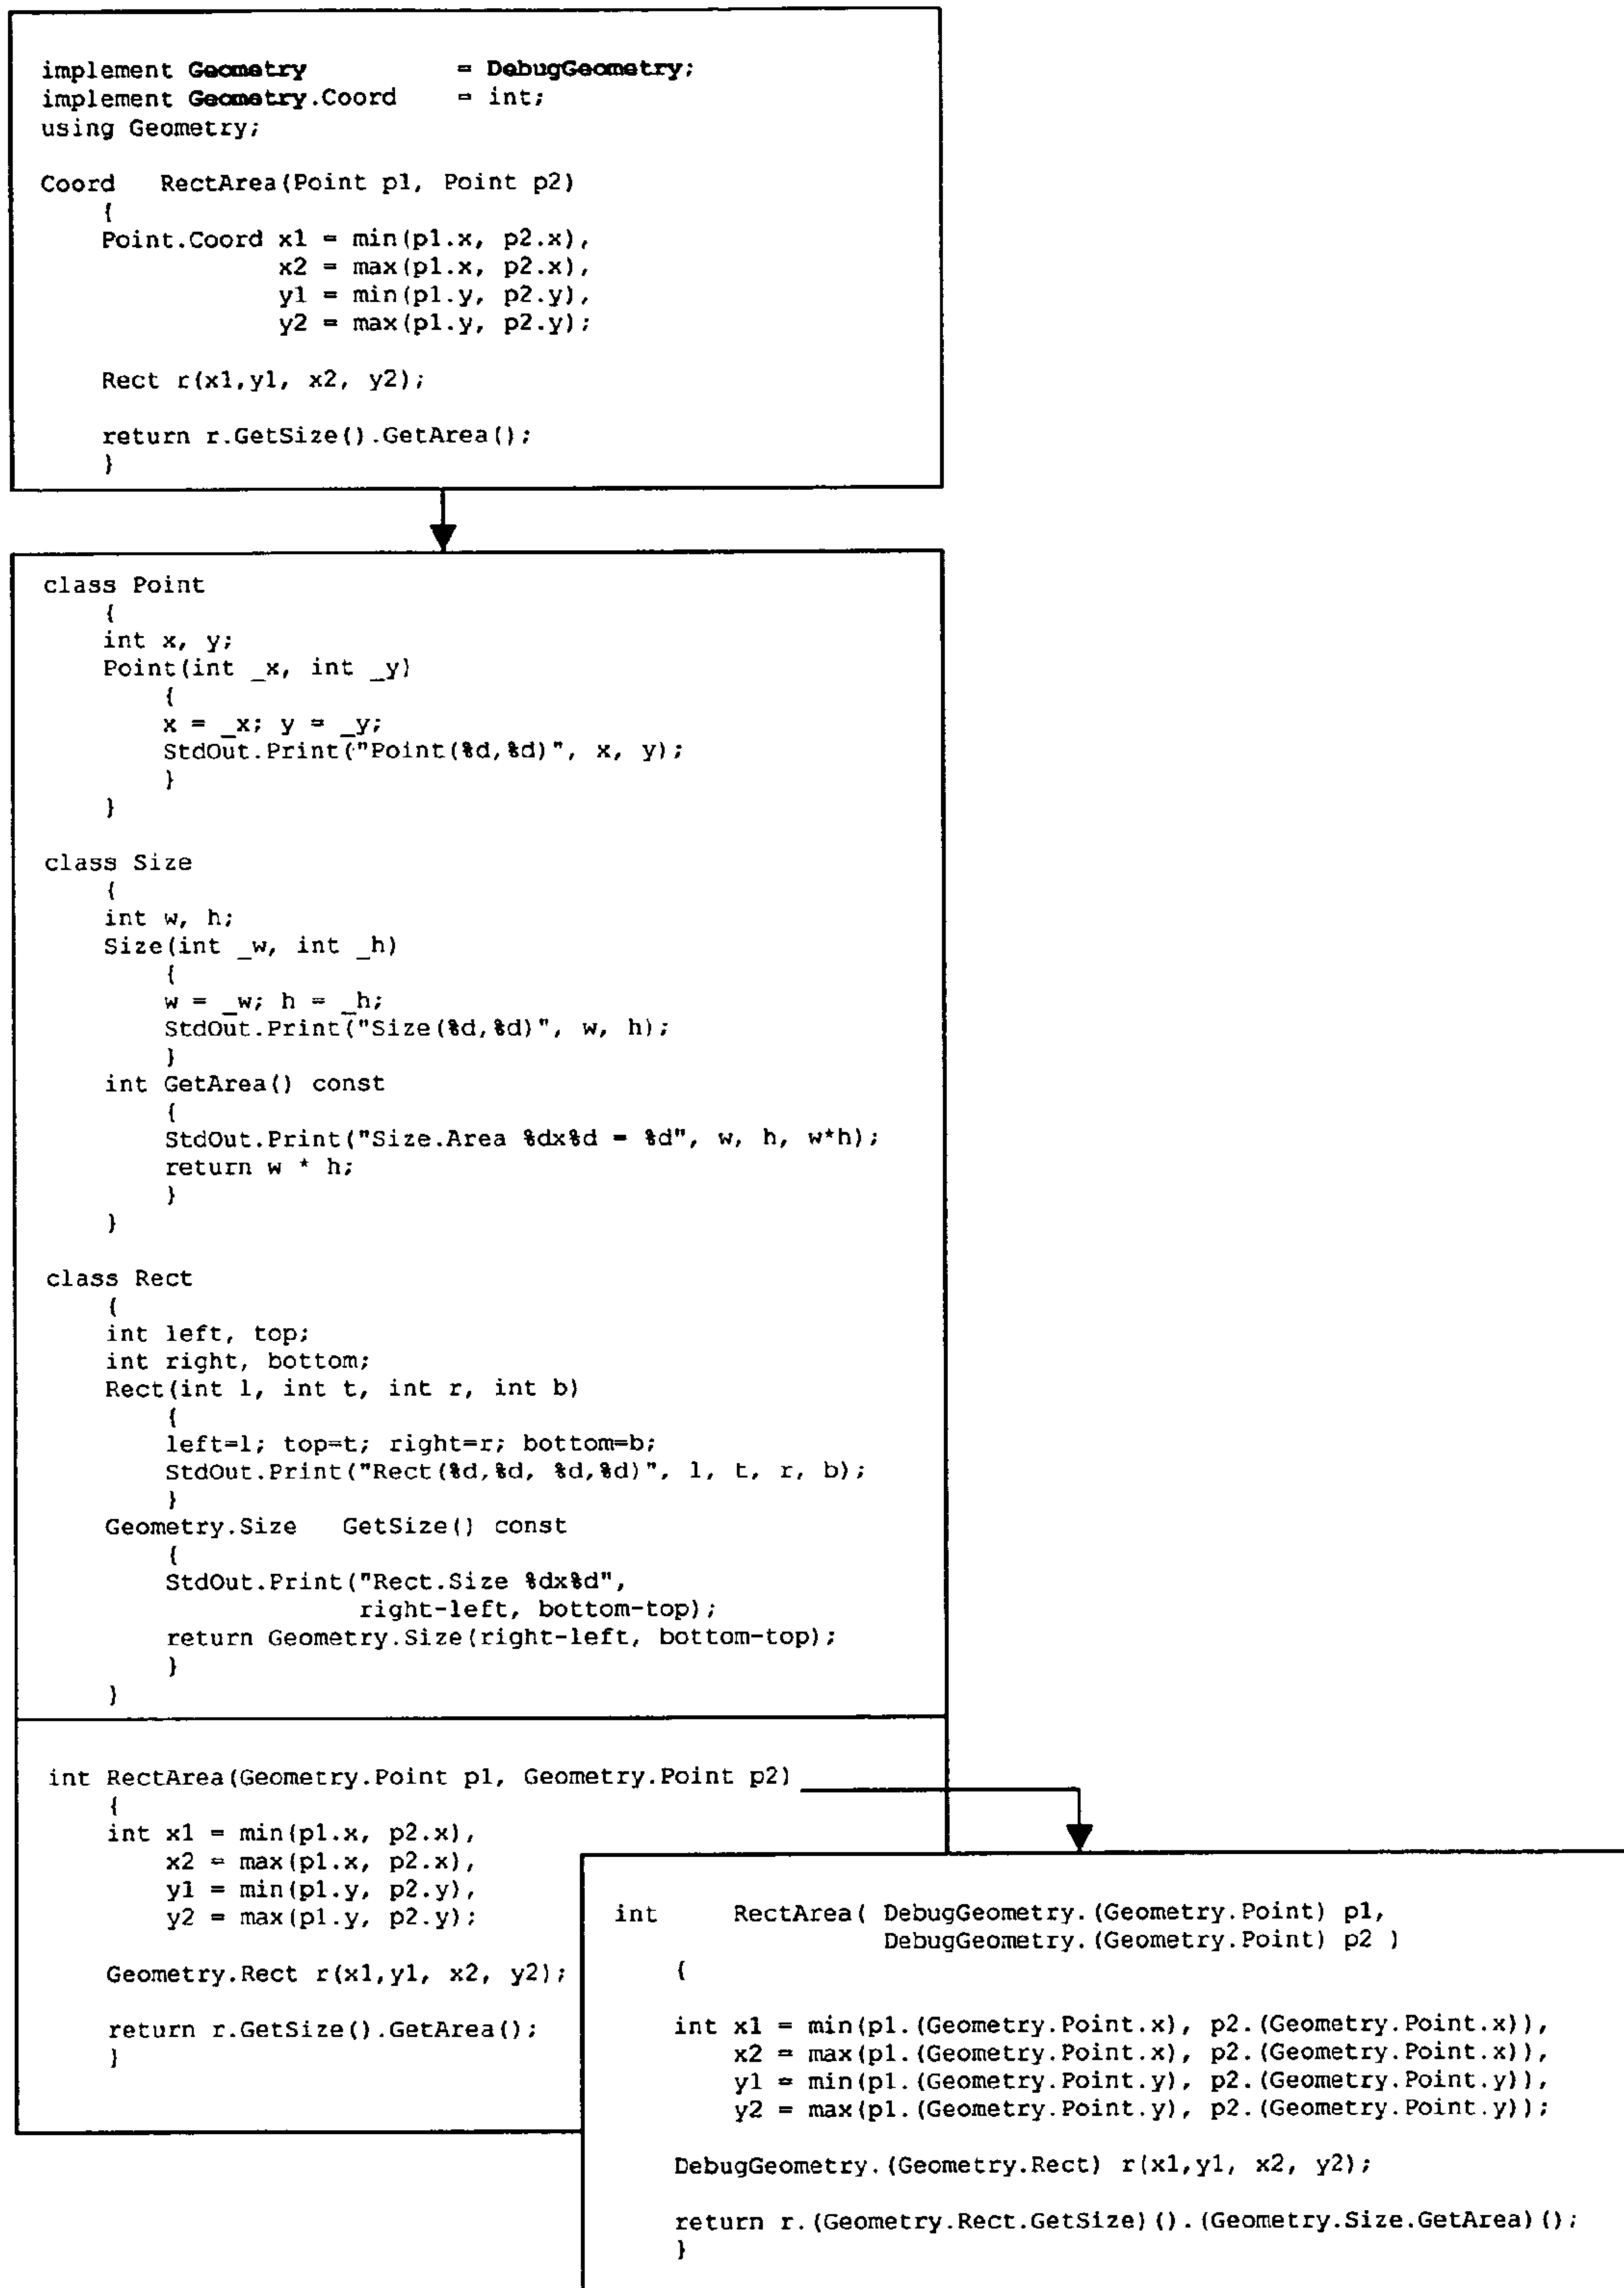 implement Geometry = DebugGeometry;
implement Geometry.Coord = int;
using Geometry;
Coord RectArea(Point p1, Point p2)
{
Point.Coord x1 = min(p1.x, p2.x),
x2 = max(p1.x, p2.x),
y1 = min(p1.y, p2.y),
y2 = max(p1.y, p2.y);
Rect r(x1,y1, x2, y2);
return r.GetSize().GetArea();
}
class Point
{
int x, y;
Point(int _x, int _y)
{
x = _x; y = _y;
StdOut.Print("Point(%d,%d)", x, y);
}
}
class Size
{
int w, h;
Size(int _w, int _h)
{
w = _w; h = _h;
StdOut.Print("Size(%d,%d)", w, h);
}
int GetArea() const
{
StdOut.Print("Size.Area %dx%d = %d", w, h, w*h);
return w * h;
}
}
class Rect
{
int left, top;
int right, bottom;
Rect(int l, int t, int r, int b)
{
left=l; top=t; right=r; bottom=b;
StdOut.Print("Rect(%d,%d, %d,%d)", l, t, r, b);
}
Geometry.Size GetSize() const
{
StdOut.Print("Rect.Size %dx%d",
right-left, bottom-top);
return Geometry.Size(right-left, bottom-top);
}
}
int RectArea(Geometry.Point p1, Geometry.Point p2)
{
int x1 = min(p1.x, p2.x),
x2 = max(p1.x, p2.x),
y1 = min(p1.y, p2.y),
y2 = max(p1.y, p2.y);
Geometry.Rect r(x1,y1, x2, y2);
return r.GetSize().GetArea();
}
int RectArea( DebugGeometry.(Geometry.Point) p1,
DebugGeometry.(Geometry.Point) p2 )
{
int x1 = min(p1.(Geometry.Point.x), p2.(Geometry.Point.x)),
x2 = max(p1.(Geometry.Point.x), p2.(Geometry.Point.x)),
y1 = min(p1.(Geometry.Point.y), p2.(Geometry.Point.y)),
y2 = max(p1.(Geometry.Point.y), p2.(Geometry.Point.y));
DebugGeometry.(Geometry.Rect) r(x1,y1, x2, y2);
return r.(Geometry.Rect.GetSize)().(Geometry.Size.GetArea)();
}